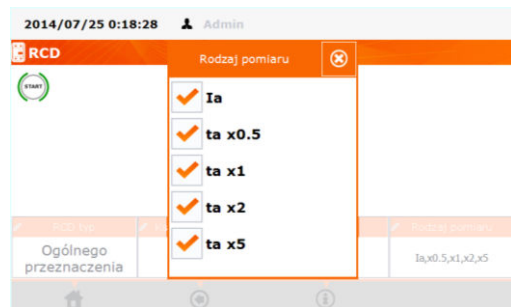 2014/07/25 0:18:28 Admin
RCD
Rodzaj pomiaru
START
Ia
ta x0.5
ta x1
ta x2
ta x5
RCD typ
Rodzaj pomiaru
Ogólnego
przeznaczenia
Ia,x0.5,x1,x2,x5